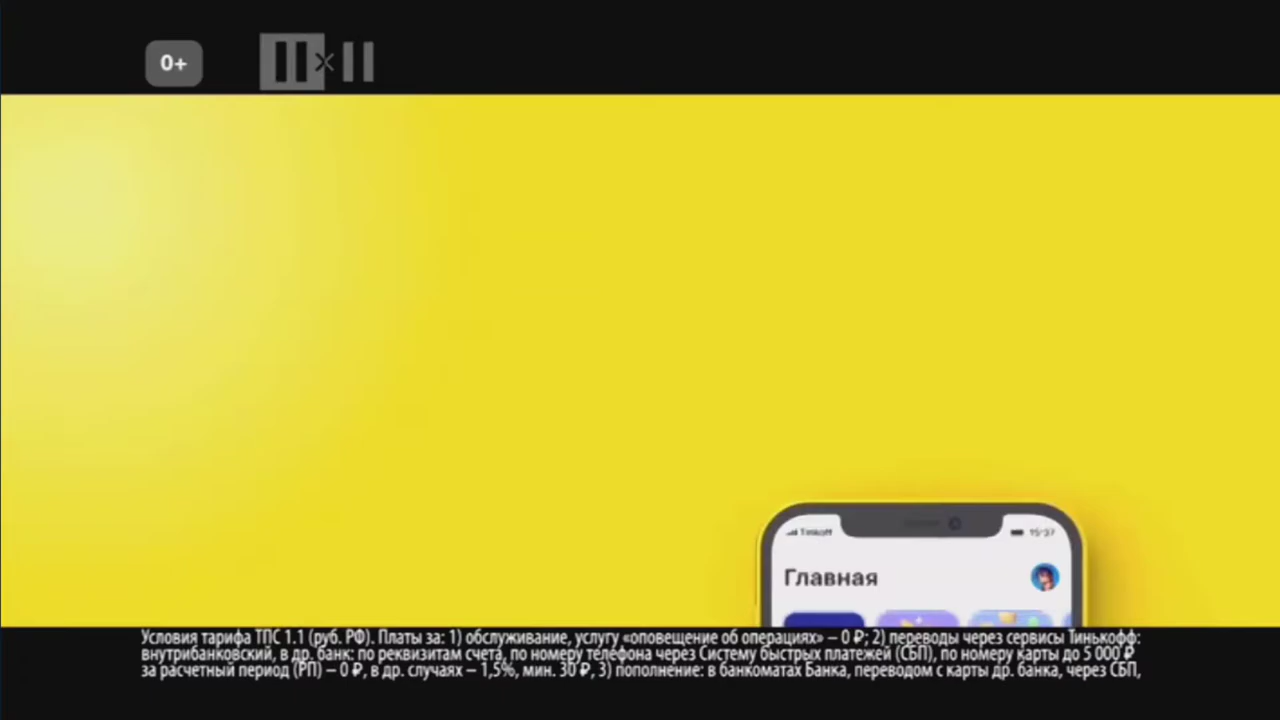 0+
Tinkoff
15:37
Главная
Условия тарифа ТПС 1.1 (руб. РФ). Платы за: 1) обслуживание, услугу «оповещение об операциях» – 0 ₽; 2) переводы через сервисы Тинькофф:
внутрибанковский, в др. банк: по реквизитам счета, по номеру телефона через Систему быстрых платежей (СБП), по номеру карты до 5 000 ₽
за расчетный период (РП) – 0 ₽, в др. случаях – 1,5%, мин. 30 ₽, 3) пополнение: в банкоматах Банка, переводом с карты др. банка, через СБП,